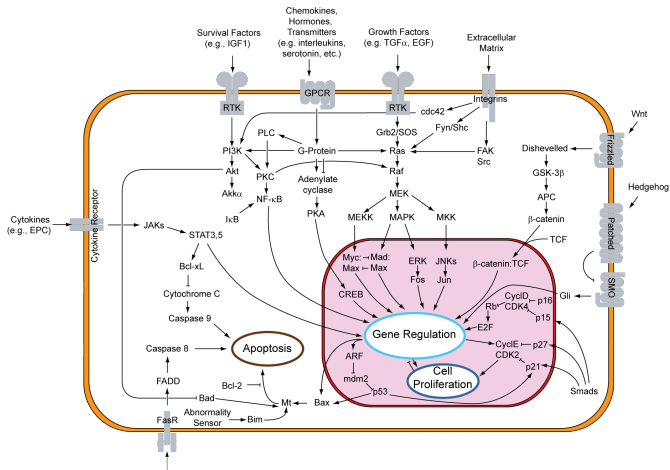 Survival Factors
(e.g., IGF1)
Chemokines,
Hormones,
Transmitters
(e.g. interleukins,
serotonin, etc.)
Growth Factors
(e.g. TGFα, EGF)
Extracellular
Matrix
RTK
GPCR
RTK
Integrins
cdc42
Wnt
PLC
Grb2/SOS
Fyn/Shc
Frizzled
PI3K
G-Protein
Ras
FAK
Src
Dishevelled
Akt
PKC
Adenylate
cyclase
Raf
GSK-3β
Hedgehog
Akkα
NF-κB
MEK
APC
IκB
PKA
MEKK
MAPK
MKK
β-catenin
Patched
Cytokines
(e.g., EPC)
Cytokine Receptor
JAKs
STAT3,5
TCF
Myc:
Mad:
Max
Max
ERK
JNKs
β-catenin:TCF
Bcl-xL
Fos
Jun
SMO
Cytochrome C
CREB
Gli
CyclD
p16
Rb
CDK4
p15
Caspase 9
E2F
Gene Regulation
Caspase 8
Apoptosis
ARF
CyclE
p27
CDK2
p21
FADD
Bcl-2
mdm2
Cell
Proliferation
p53
Smads
Bad
Mt
Bax
FasR
Abnormality
Sensor
Bim